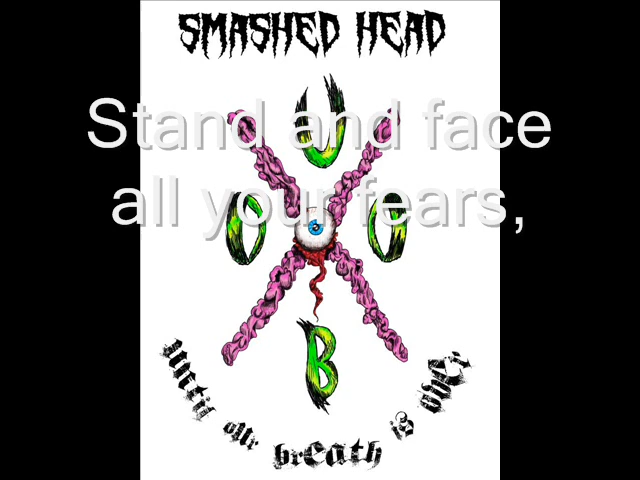 SMASHED HEAD
U
Stand and face
all your fears,
O O
B
until our breath is over